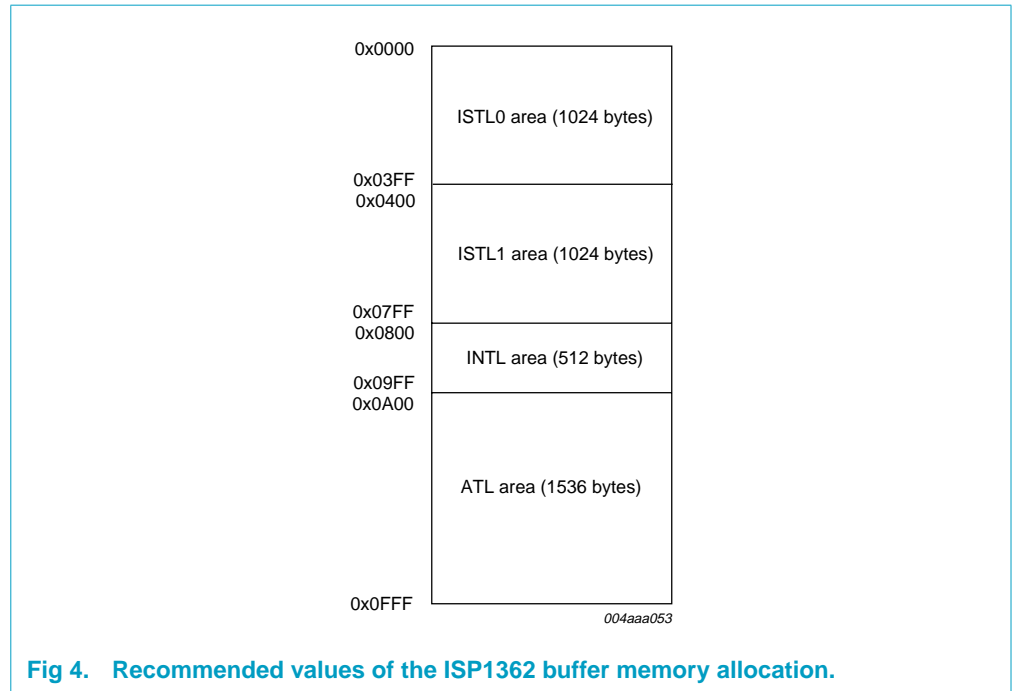 0x0000
ISTL0 area (1024 bytes)
0x03FF
0x0400
ISTL1 area (1024 bytes)
0x07FF
0x0800
INTL area (512 bytes)
0x09FF
0x0A00
ATL area (1536 bytes)
0x0FFF
004aaa053
Fig 4. Recommended values of the ISP1362 buffer memory allocation.